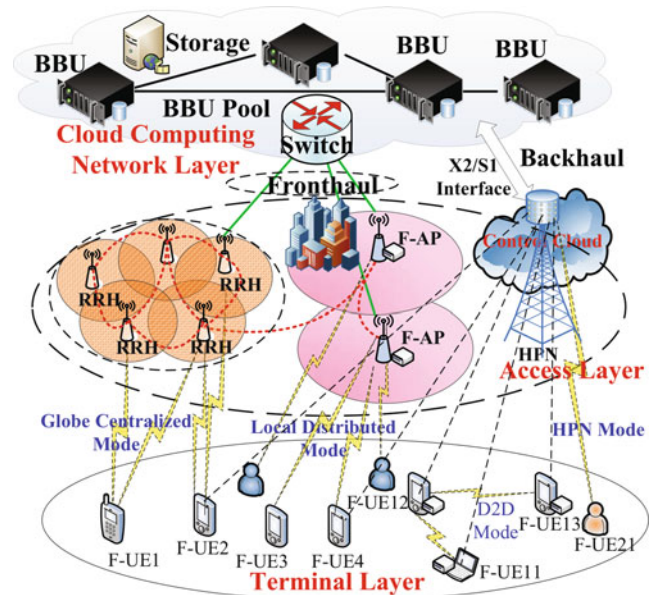 Storage
BBU
BBU
BBU
BBU Pool
Cloud Computing
Network Layer
Switch
Backhaul
X2/S1
Interface
Fronthaul
Control Cloud
F-AP
RRH
RRH
RRH
RRH
F-AP
HPN
Access Layer
Globe Centralized
Mode
Local Distributed
Mode
HPN Mode
F-UE12
D2D
Mode
F-UE13
F-UE1
F-UE2
F-UE3
F-UE4
F-UE11
F-UE21
Terminal Layer